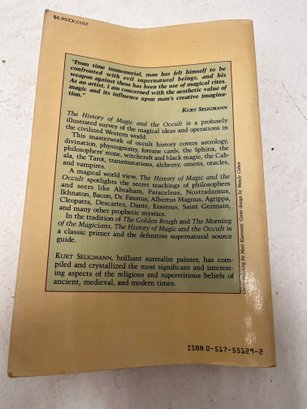 $6.95/OCCULT
"From time immemorial, man has felt himself to be
confronted with evil supernatural beings, and his
weapon against them has been the use of magical rites.
As an artist, I am concerned with the aesthetic value of
magic and its influence upon man's creative imagina-
tion."
KURT SELIGMANN
The History of Magic and the Occult is a profusely
illustrated survey of the magical ideas and operations in
the civilized Western world.
This masterwork of occult history covers astrology,
divination, physiognomy, fortune cards, the Sphinx, the
philosophers' stone, witchcraft and black magic, the Cab-
ala, the Tarot, transmutations, alchemy, omens, oracles,
and vampires.
A magical world view, The History of Magic and the
Occult spotlights the secret teachings of philosophers
and seers like Abraham, Paracelsus, Nostradamus,
Ikhnaton, Bacon, Dr. Faustus, Albertus Magnus, Agrippa,
Cleopatra, Descartes, Dante, Erasmus, Saint Germain,
and many other prophetic mystics.
In the tradition of The Golden Bough and The Morning
of the Magicians, The History of Magic and the Occult is
a classic primer and the definitive supernatural source
guide.
KURT SELIGMANN, brilliant surrealist painter, has com-
piled and crystallized the most significant and interest-
ing aspects of the religious and superstitious beliefs of
ancient, medieval, and modern times.
ISBN 0-517-55129-2